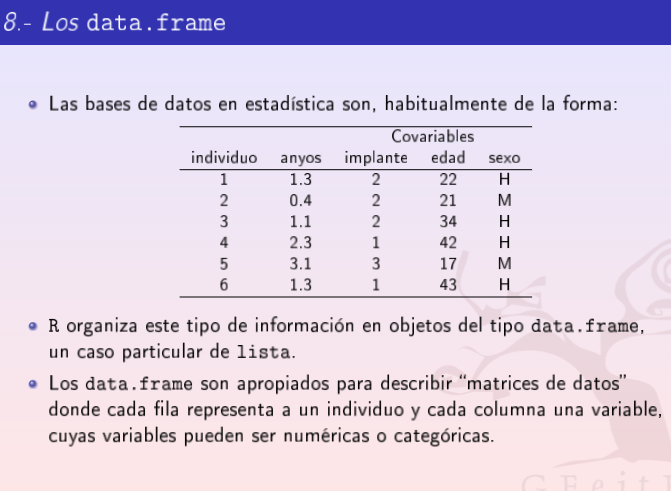 8.- Los data.frame
Las bases de datos en estadística son, habitualmente de la forma:
Covariables
individuo anyos implante edad sexo
1 1.3 2 22 H
2 0.4 2 21 M
3 1.1 2 34 H
4 2.3 1 42 H
5 3.1 3 17 M
6 1.3 1 43 H
R organiza este tipo de información en objetos del tipo data.frame,
un caso particular de lista.
Los data.frame son apropiados para describir “matrices de datos”
donde cada fila representa a un individuo y cada columna una variable,
cuyas variables pueden ser numéricas o categóricas.